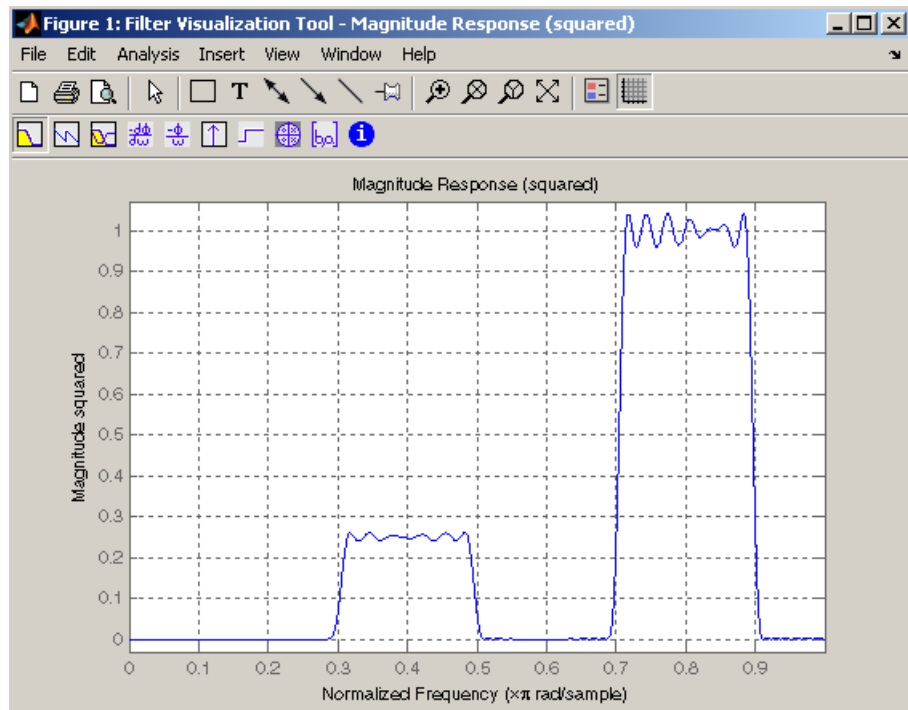 Figure 1: Filter Visualization Tool - Magnitude Response (squared)
File Edit Analysis Insert View Window Help
T
-dφ/dω -φ/ω [b,a] i
Magnitude Response (squared)
1
0.9
0.8
0.7
0.6
0.5
0.4
0.3
0.2
0.1
0
Magnitude squared
0 0.1 0.2 0.3 0.4 0.5 0.6 0.7 0.8 0.9
Normalized Frequency (×π rad/sample)